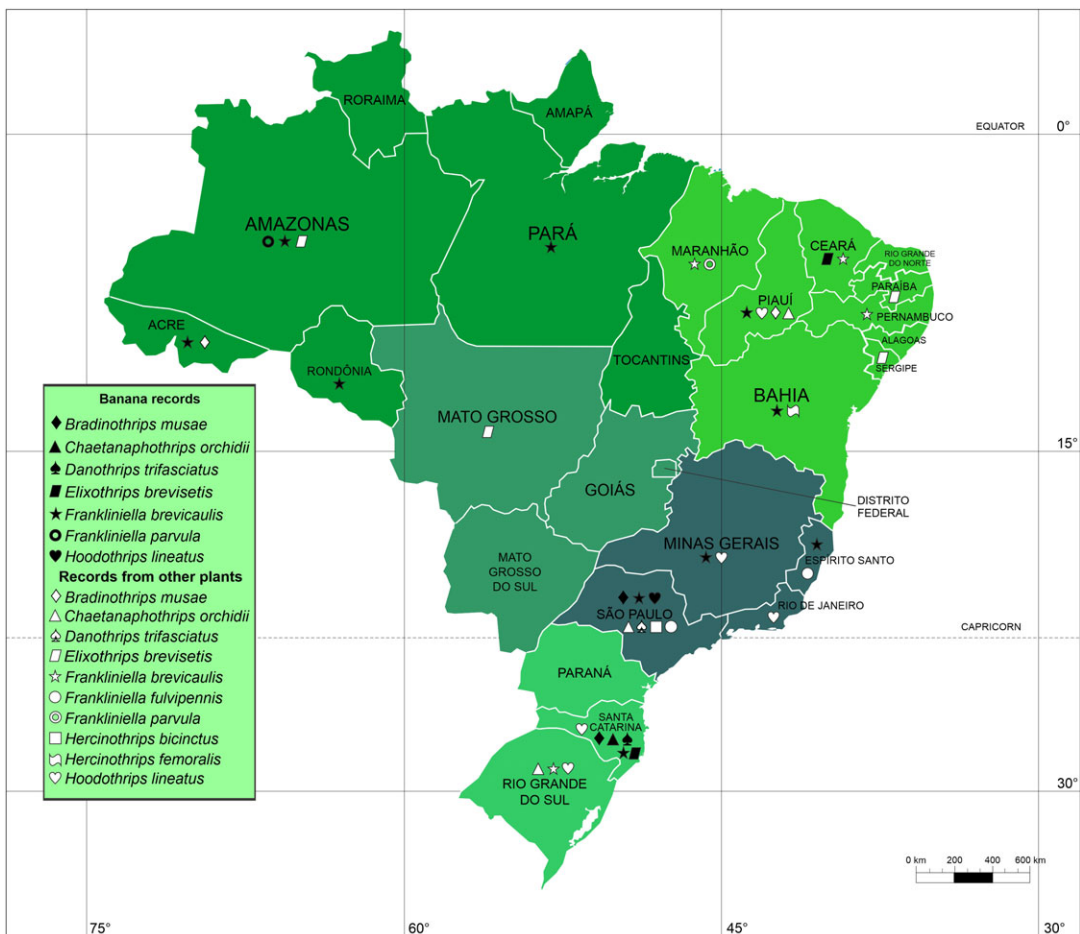 RORAIMA
AMAPÁ
EQUATOR
0°
AMAZONAS
PARÁ
MARANHÃO
CEARÁ
RIO GRANDE
DO NORTE
PARAÍBA
PIAUÍ
PERNAMBUCO
ACRE
ALAGOAS
TOCANTINS
SERGIPE
RONDÔNIA
BAHIA
MATO GROSSO
15°
GOIÁS
DISTRITO
FEDERAL
MINAS GERAIS
ESPÍRITO SANTO
MATO
GROSSO
DO SUL
RIO DE JANEIRO
SÃO PAULO
CAPRICORN
PARANÁ
SANTA
CATARINA
RIO GRANDE
DO SUL
30°
Banana records
Bradinothrips musae
Chaetanaphothrips orchidii
Danothrips trifasciatus
Elixothrips brevisetis
Frankliniella brevicaulis
Frankliniella parvula
Hoodothrips lineatus
Records from other plants
Bradinothrips musae
Chaetanaphothrips orchidii
Danothrips trifasciatus
Elixothrips brevisetis
Frankliniella brevicaulis
Frankliniella fulvipennis
Frankliniella parvula
Hercinothrips bicinctus
Hercinothrips femoralis
Hoodothrips lineatus
0 km 200 400 600 km
75° 60° 45° 30°